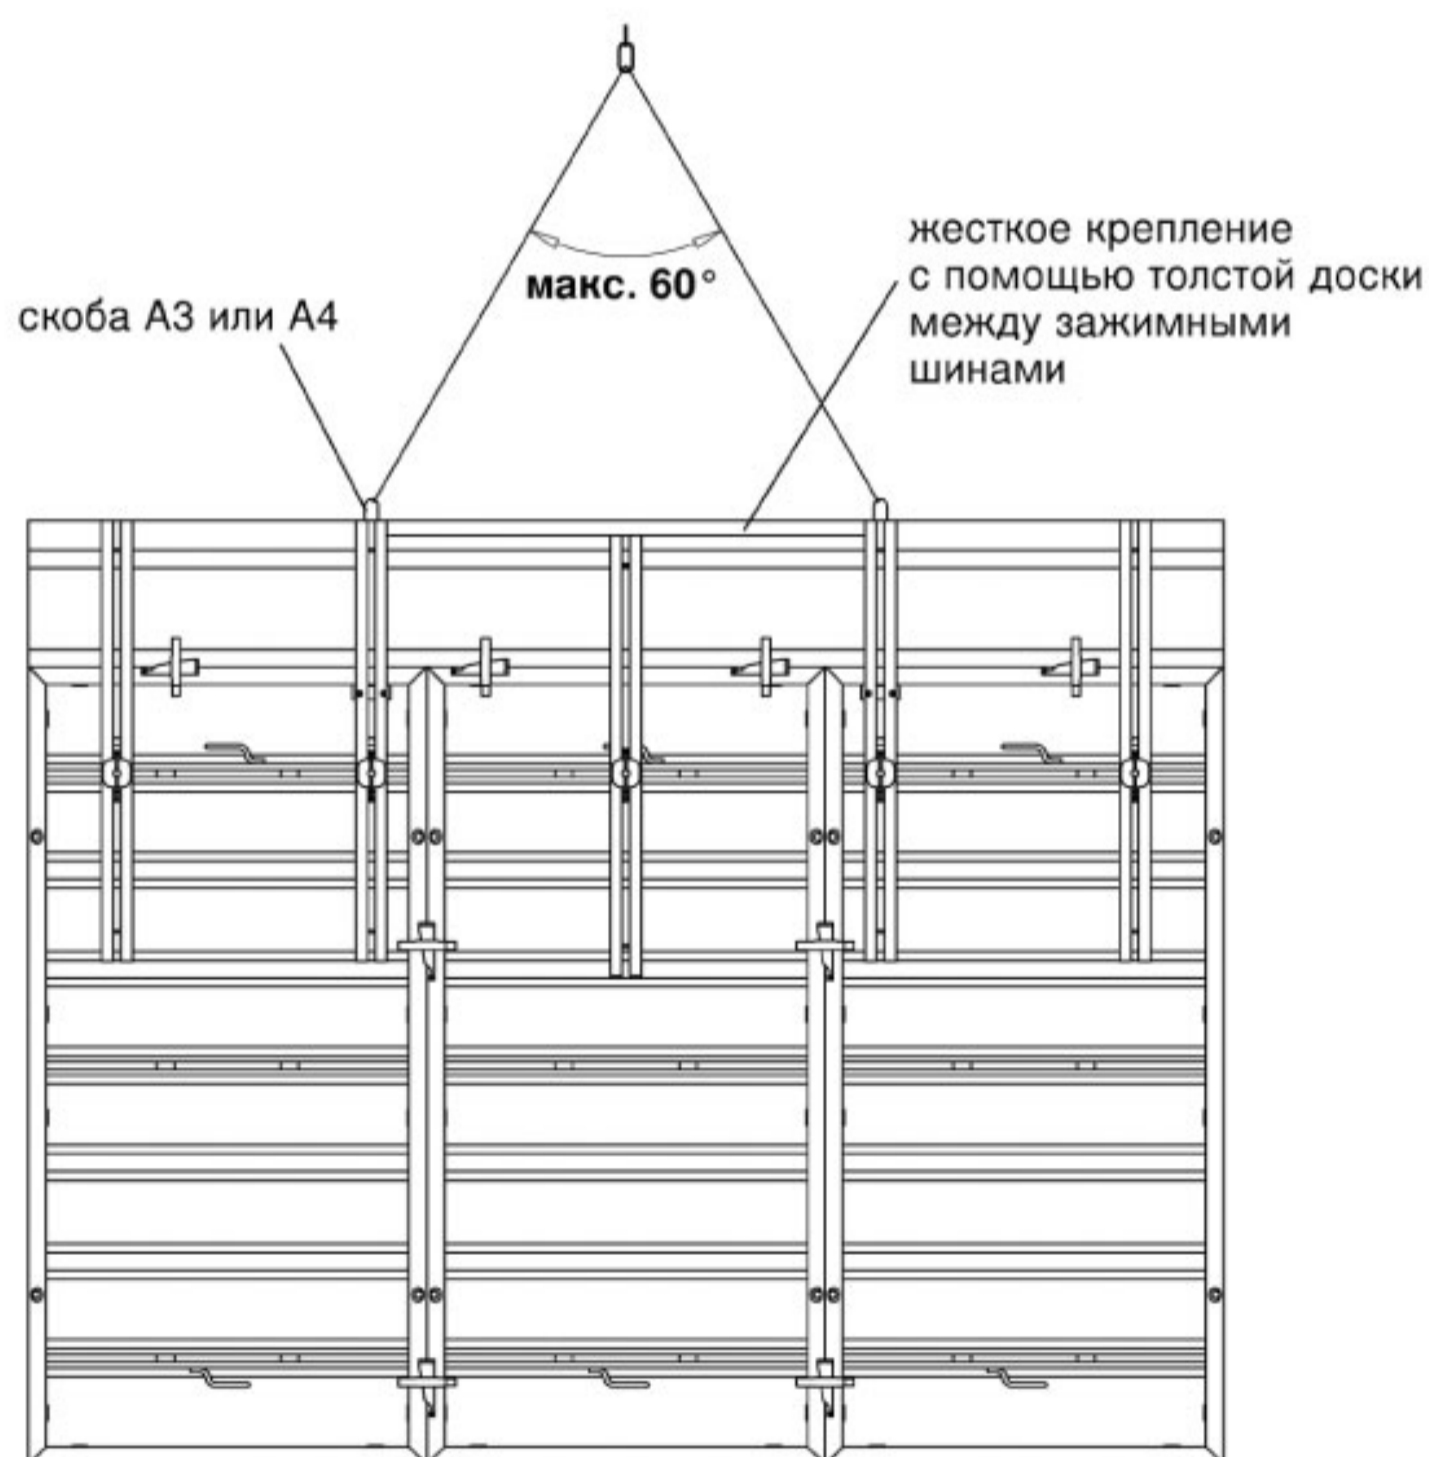 жесткое крепление
с помощью толстой доски
между зажимными
шинами
макс. 60°
скоба А3 или А4